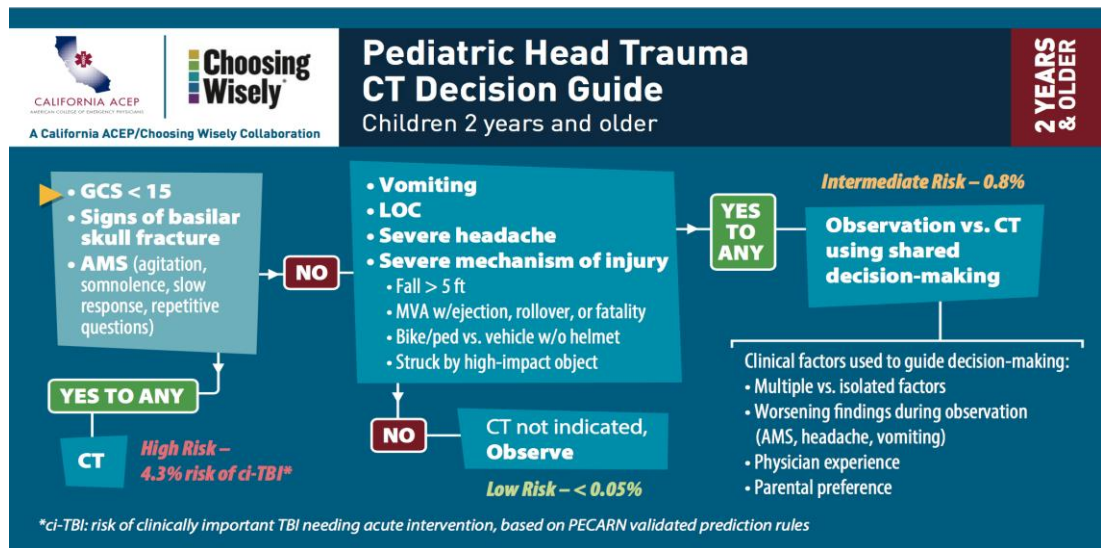 CALIFORNIA ACEP
AMERICAN COLLEGE OF EMERGENCY PHYSICIANS
Choosing
Wisely®
A California ACEP/Choosing Wisely Collaboration
Pediatric Head Trauma
CT Decision Guide
Children 2 years and older
2 YEARS
& OLDER
• GCS < 15
• Signs of basilar
skull fracture
• AMS (agitation,
somnolence, slow
response, repetitive
questions)
YES TO ANY
CT
High Risk –
4.3% risk of ci-TBI*
NO
• Vomiting
• LOC
• Severe headache
• Severe mechanism of injury
• Fall > 5 ft
• MVA w/ejection, rollover, or fatality
• Bike/ped vs. vehicle w/o helmet
• Struck by high-impact object
NO
CT not indicated,
Observe
Low Risk – < 0.05%
YES
TO
ANY
Intermediate Risk – 0.8%
Observation vs. CT
using shared
decision-making
Clinical factors used to guide decision-making:
• Multiple vs. isolated factors
• Worsening findings during observation
(AMS, headache, vomiting)
• Physician experience
• Parental preference
*ci-TBI: risk of clinically important TBI needing acute intervention, based on PECARN validated prediction rules